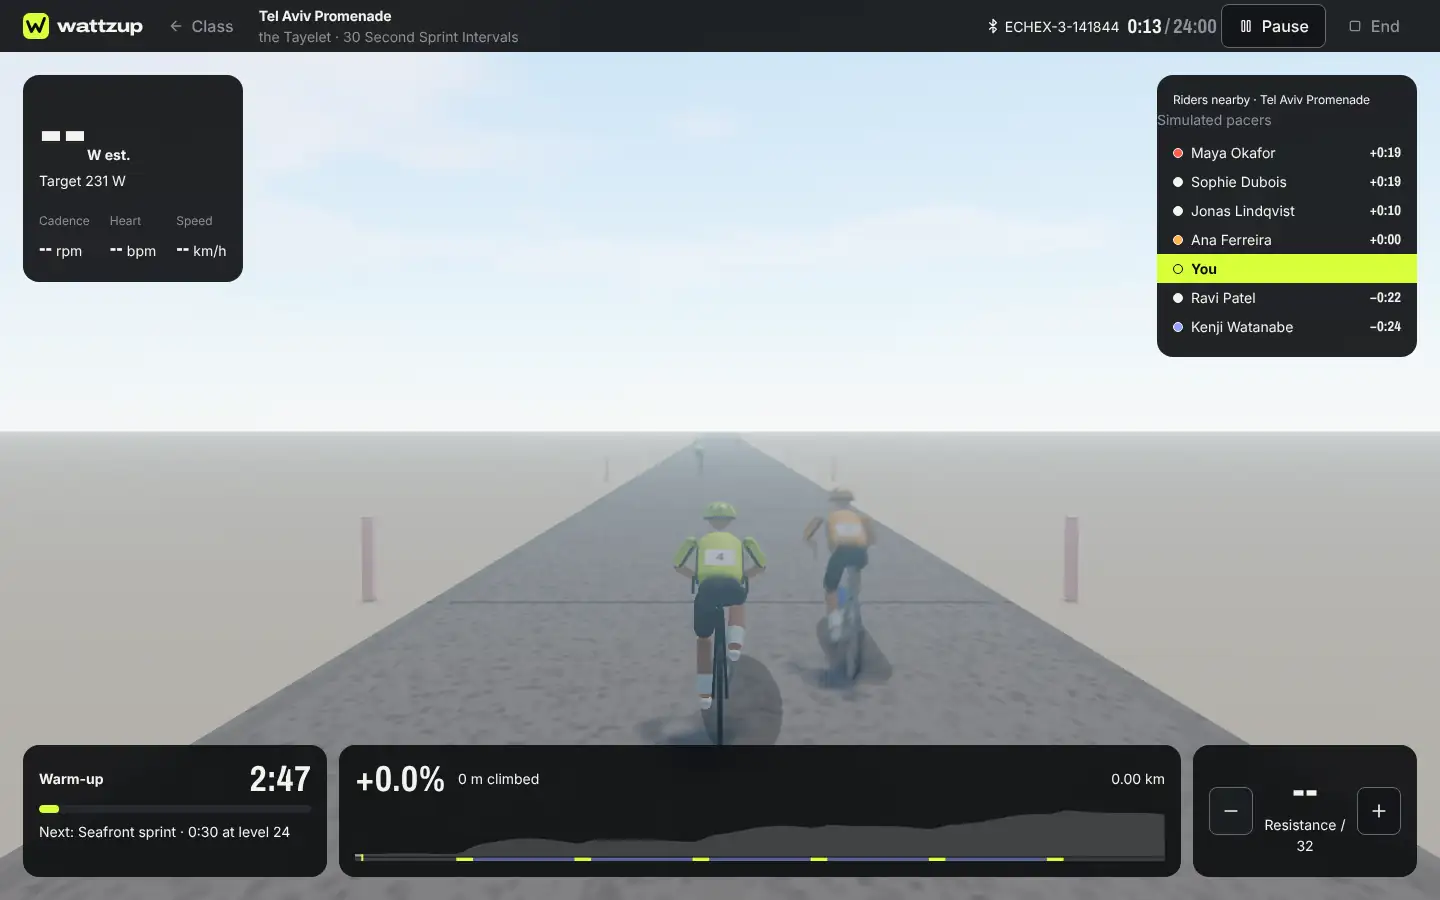 wattzup
Class
Tel Aviv Promenade
the Tayelet · 30 Second Sprint Intervals
ECHEX-3-141844
0:13 / 24:00
Pause
End
-- W est.
Target 231 W
Cadence Heart Speed
-- rpm -- bpm -- km/h
Riders nearby · Tel Aviv Promenade
Simulated pacers
Maya Okafor +0:19
Sophie Dubois +0:19
Jonas Lindqvist +0:10
Ana Ferreira +0:00
You
Ravi Patel −0:22
Kenji Watanabe −0:24
4
Warm-up 2:47
Next: Seafront sprint · 0:30 at level 24
+0.0% 0 m climbed 0.00 km
− -- +
Resistance /
32